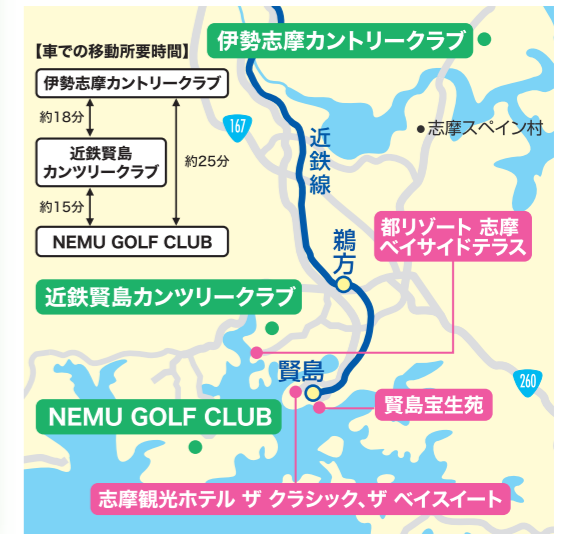 【車での移動所要時間】
伊勢志摩カントリークラブ
約18分
近鉄賢島
カンツリークラブ
約25分
約15分
NEMU GOLF CLUB
伊勢志摩カントリークラブ
167
近鉄線
志摩スペイン村
都リゾート 志摩
ベイサイドテラス
鵜方
近鉄賢島カンツリークラブ
賢島
260
賢島宝生苑
NEMU GOLF CLUB
志摩観光ホテル ザ クラシック、ザ ベイスイート